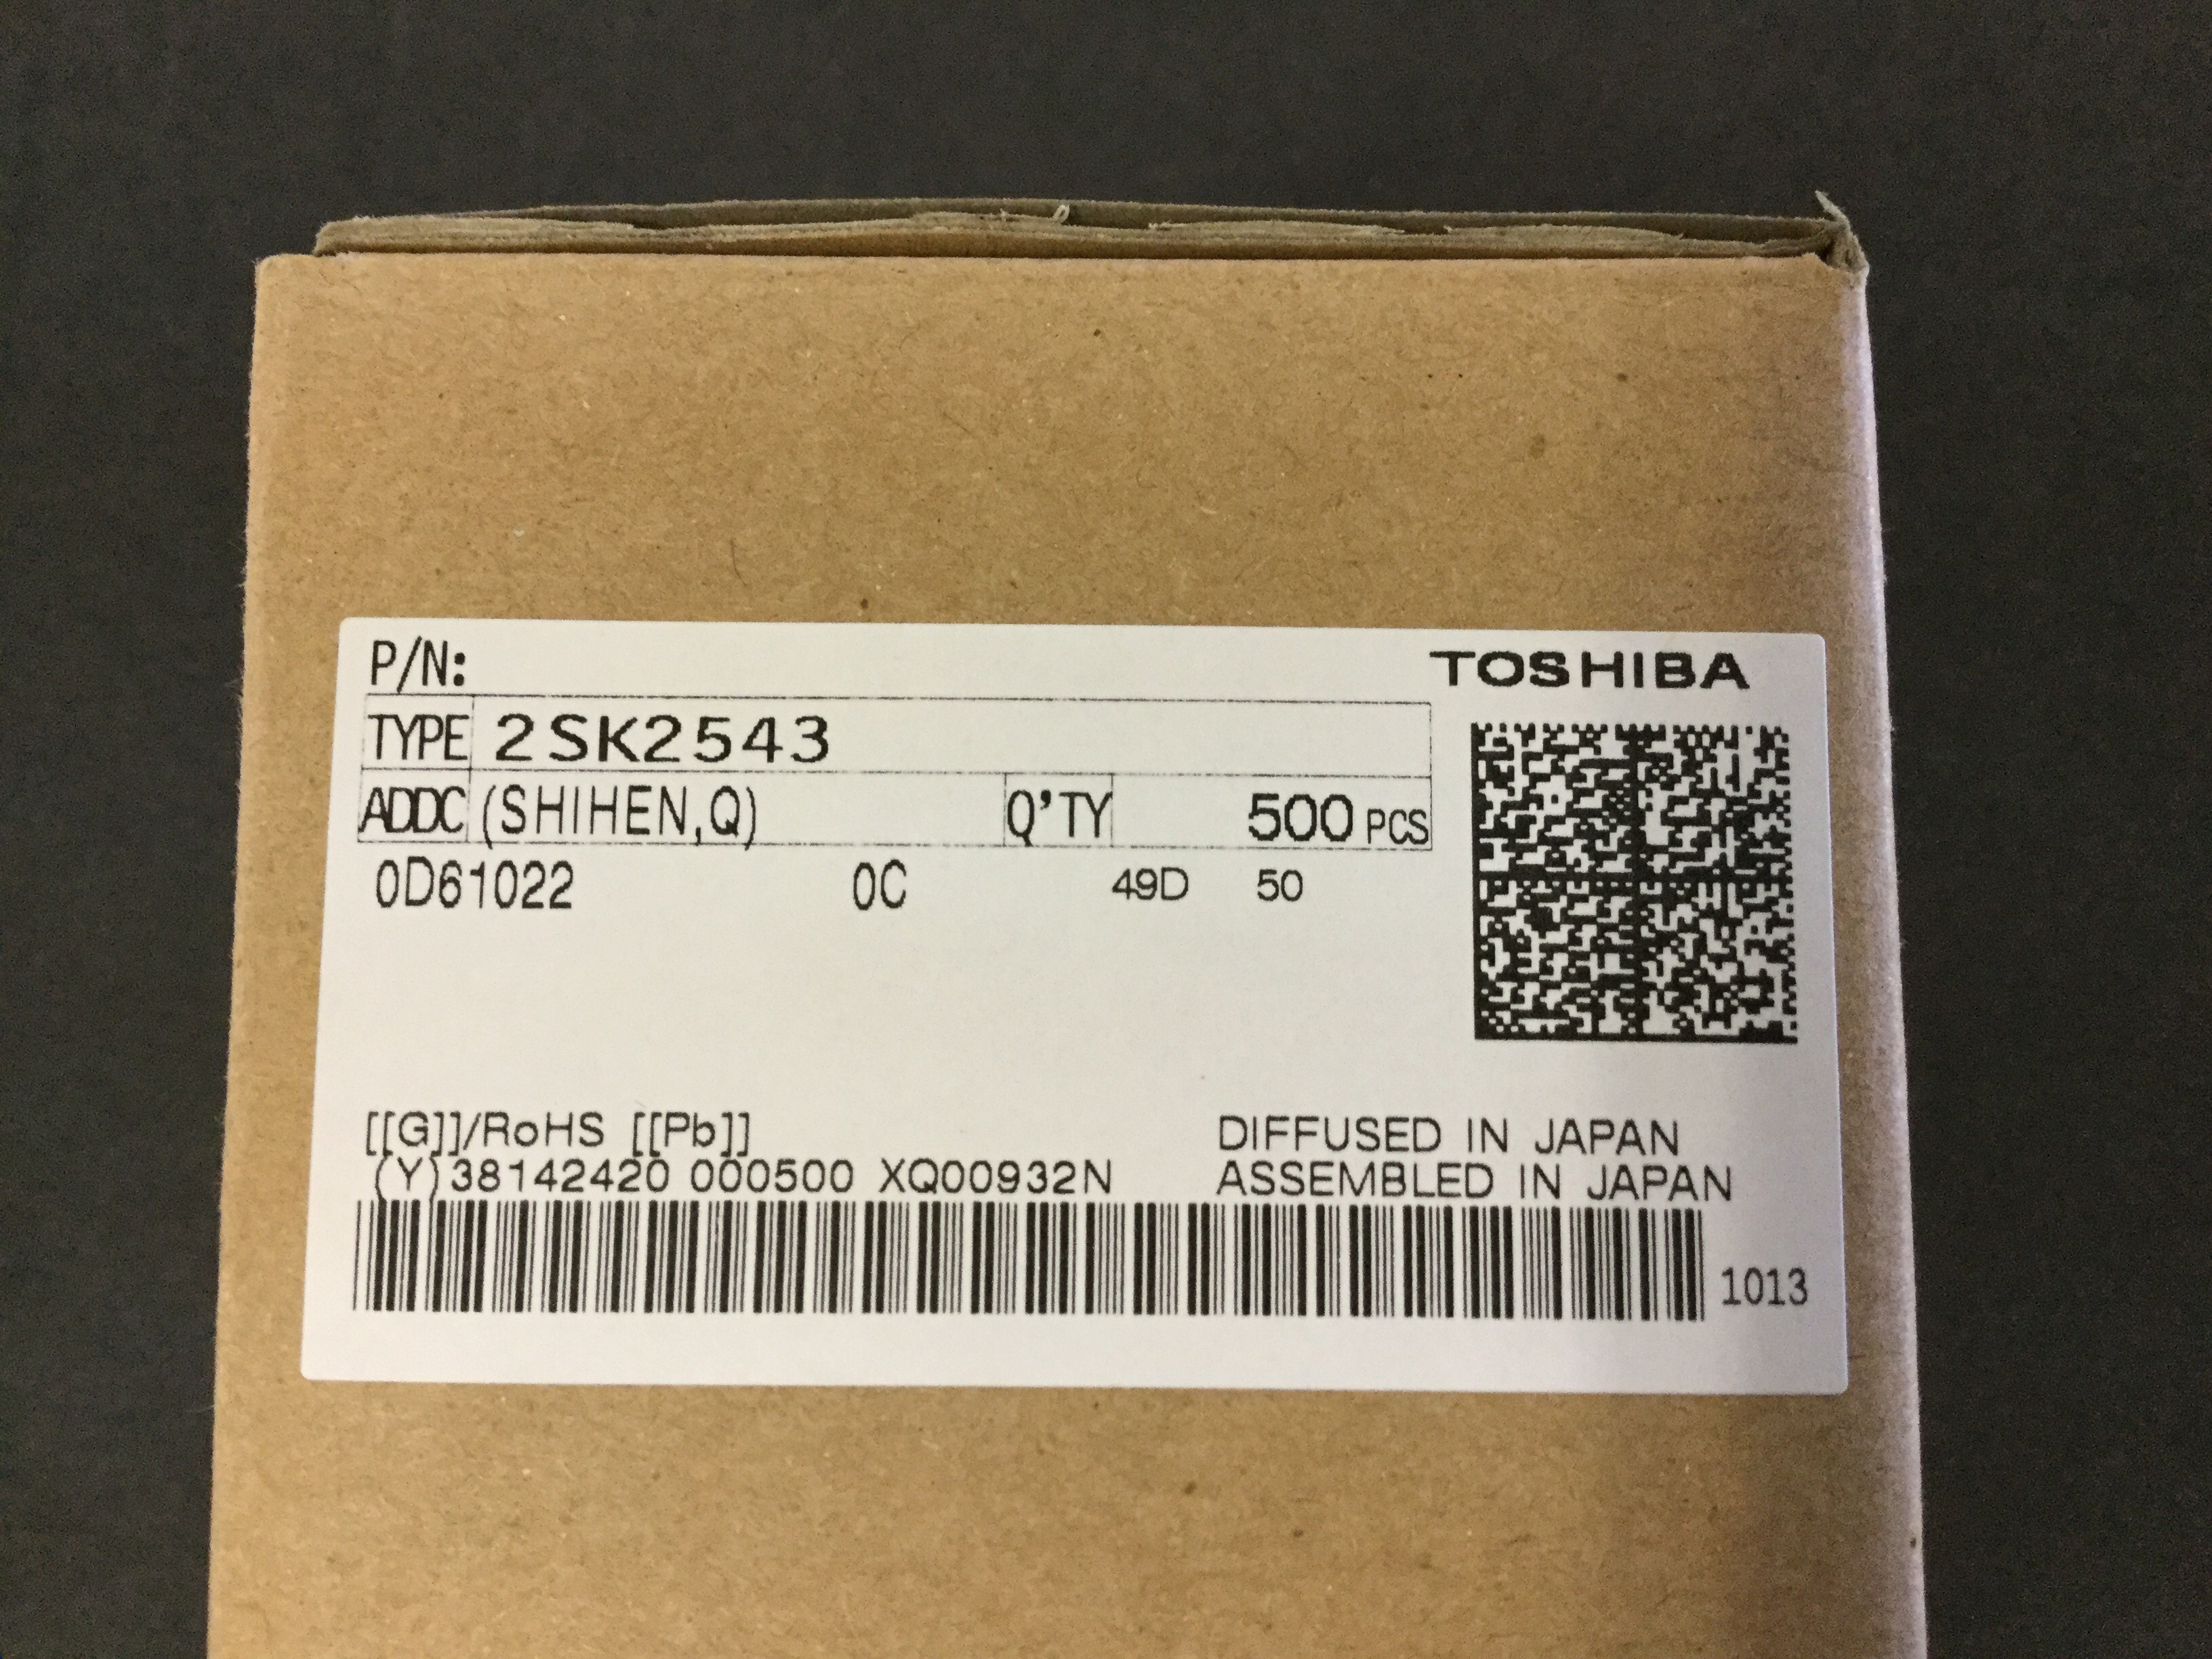 P/N:
TOSHIBA
TYPE 2SK2543
ADDC (SHIHEN,Q) Q'TY 500 PCS
0D61022 0C 49D 50
[[G]]/RoHS [[Pb]] DIFFUSED IN JAPAN
(Y)38142420 000500 XQ00932N ASSEMBLED IN JAPAN
1013